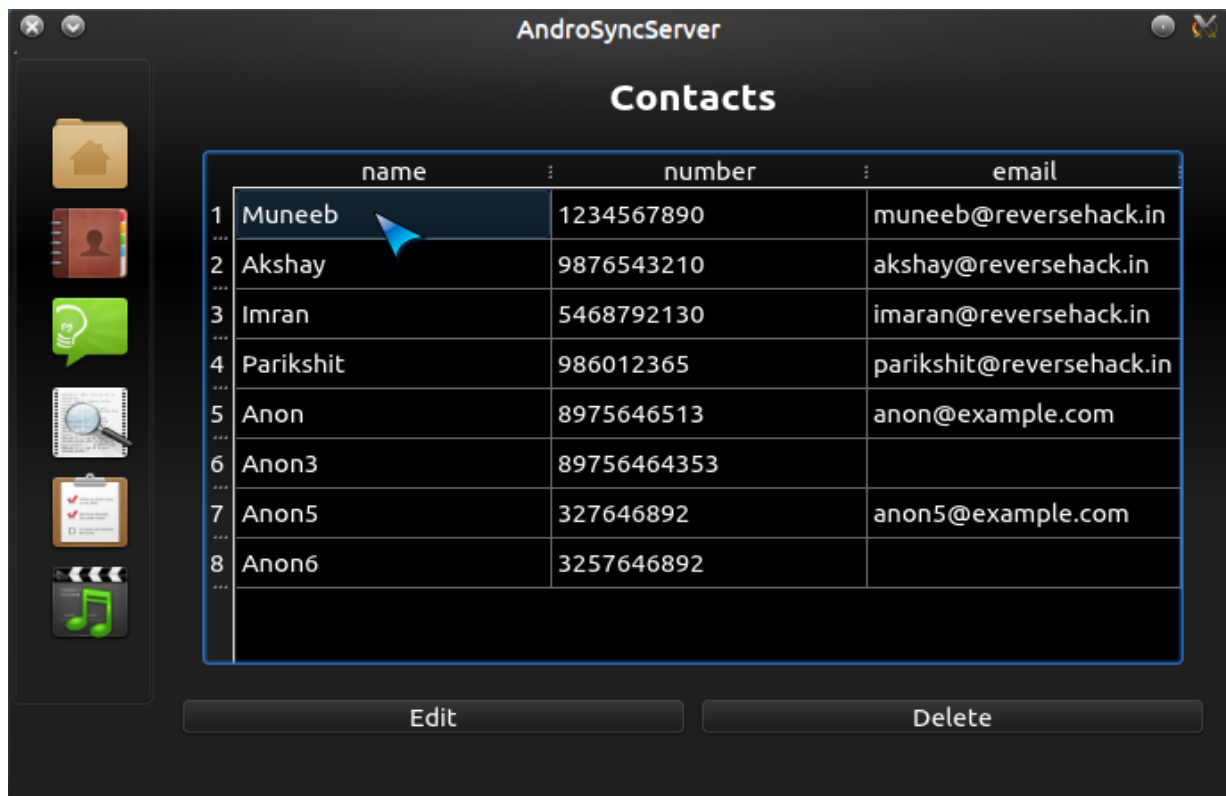 AndroSyncServer
Contacts
name number email
1 Muneeb 1234567890 muneeb@reversehack.in
2 Akshay 9876543210 akshay@reversehack.in
3 Imran 5468792130 imaran@reversehack.in
4 Parikshit 986012365 parikshit@reversehack.in
5 Anon 8975646513 anon@example.com
6 Anon3 89756464353
7 Anon5 327646892 anon5@example.com
8 Anon6 3257646892
Edit Delete